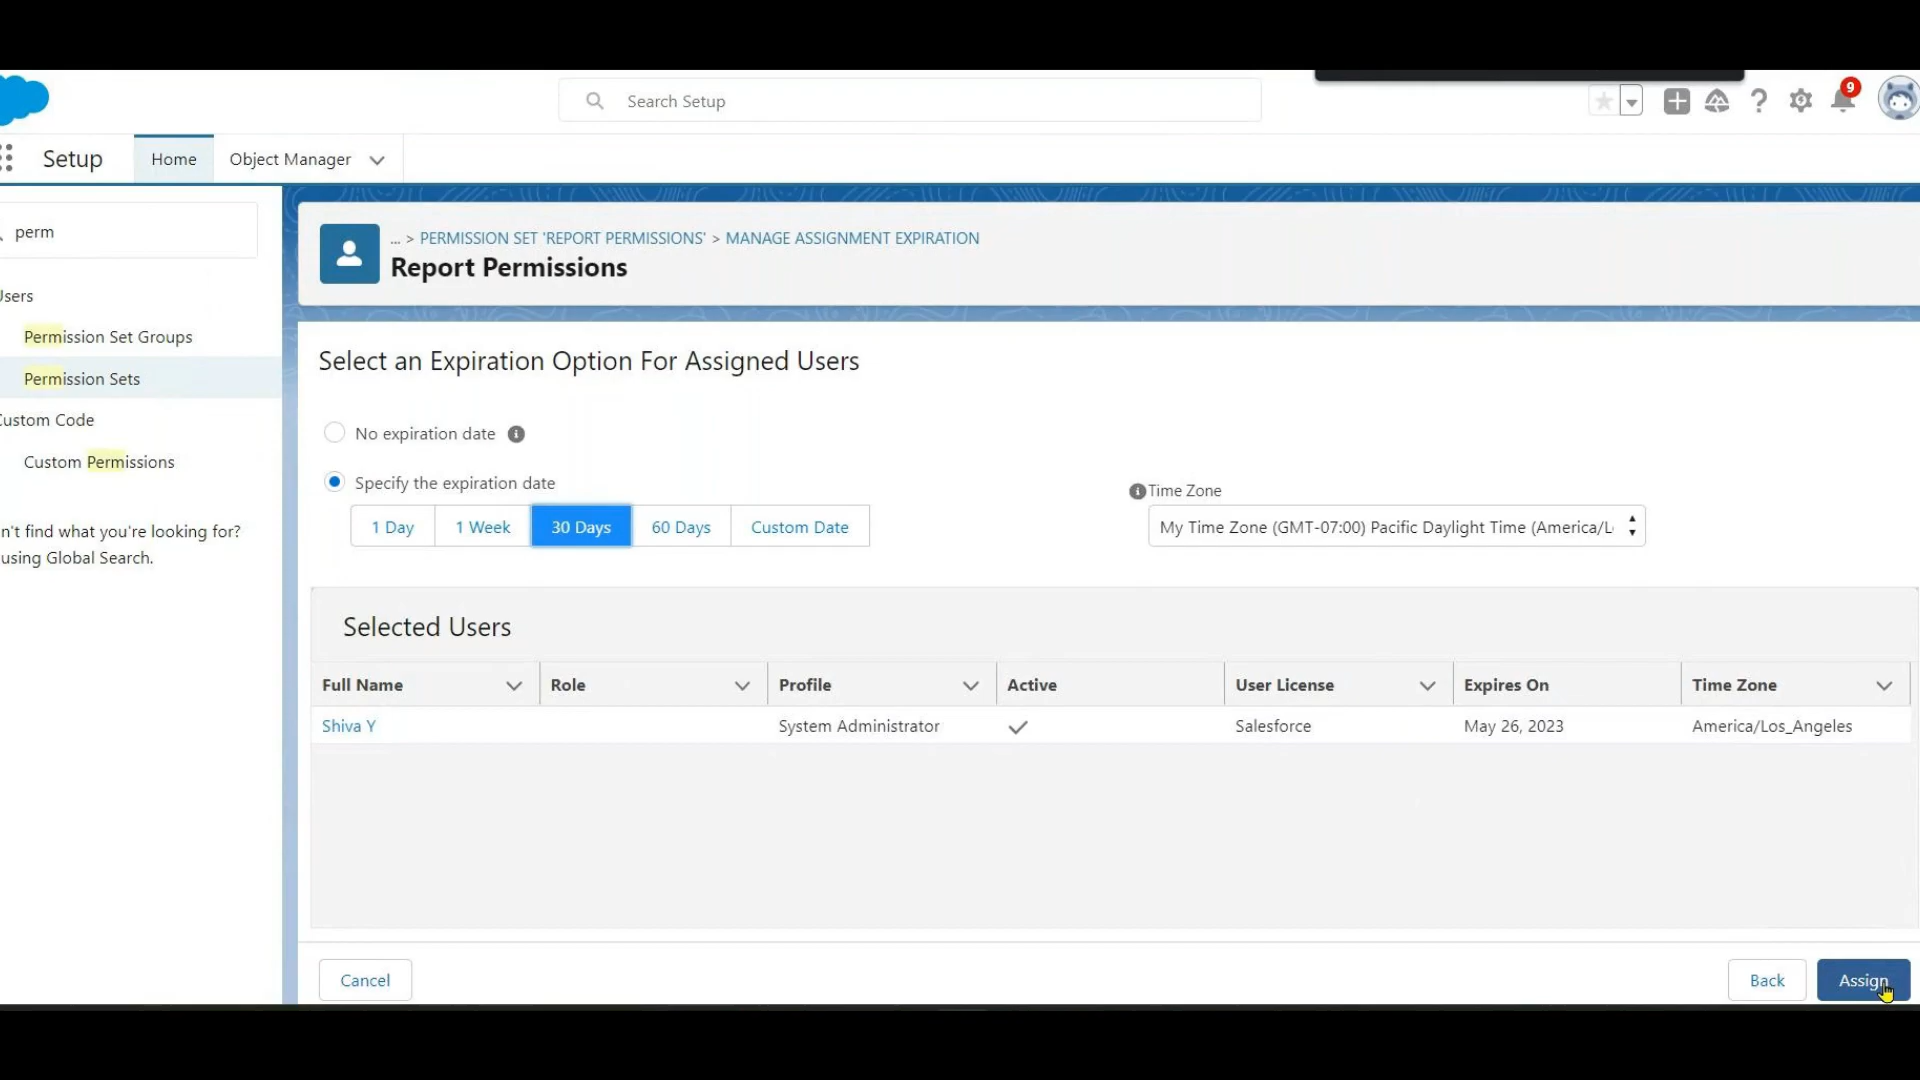 Search Setup
9
Setup
Home
Object Manager
perm
... > PERMISSION SET 'REPORT PERMISSIONS' > MANAGE ASSIGNMENT EXPIRATION
Report Permissions
Users
Permission Set Groups
Permission Sets
Custom Code
Custom Permissions
n't find what you're looking for?
using Global Search.
Select an Expiration Option For Assigned Users
No expiration date
Specify the expiration date
Time Zone
1 Day 1 Week 30 Days 60 Days Custom Date
My Time Zone (GMT-07:00) Pacific Daylight Time (America/L
Selected Users
Full Name Role Profile Active User License Expires On Time Zone
Shiva Y System Administrator Salesforce May 26, 2023 America/Los_Angeles
Cancel
Back
Assign